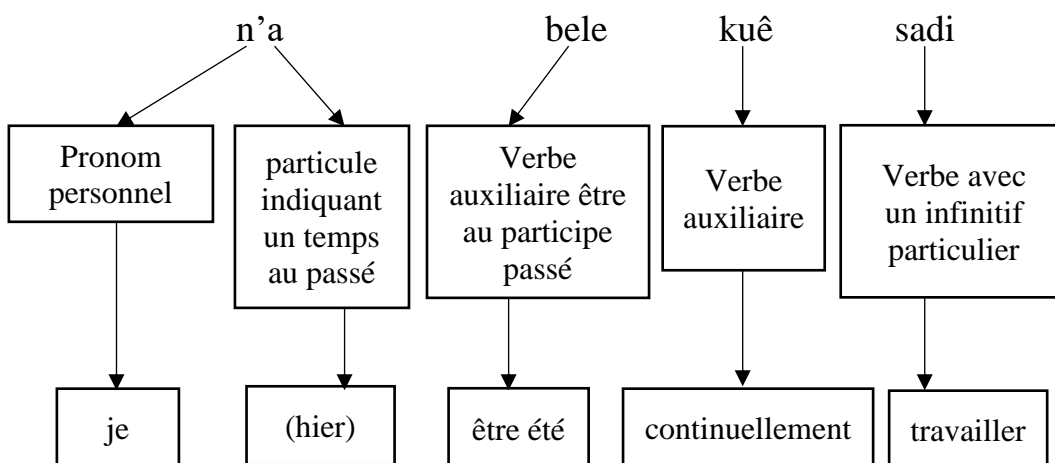 n’a bele kuê sadi
Pronom
personnel
particule
indiquant
un temps
au passé
Verbe
auxiliaire être
au participe
passé
Verbe
auxiliaire
Verbe avec
un infinitif
particulier
je
(hier)
être été
continuellement
travailler